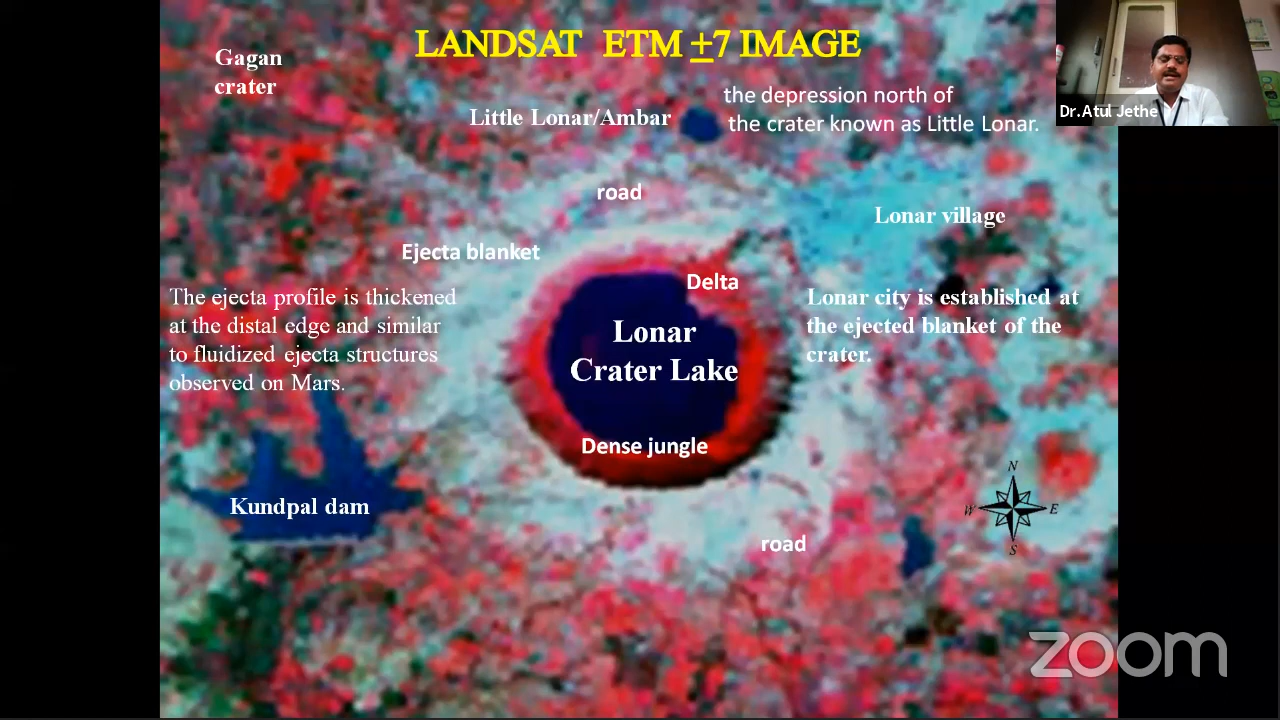 LANDSAT ETM ±7 IMAGE
Gagan
crater
Little Lonar/Ambar
the depression north of
the crater known as Little Lonar.
Dr.Atul Jethe
road
Lonar village
Ejecta blanket
Delta
The ejecta profile is thickened
at the distal edge and similar
to fluidized ejecta structures
observed on Mars.
Lonar
Crater Lake
Lonar city is established at
the ejected blanket of the
crater.
Dense jungle
Kundpal dam
N
W
E
S
road
zoom